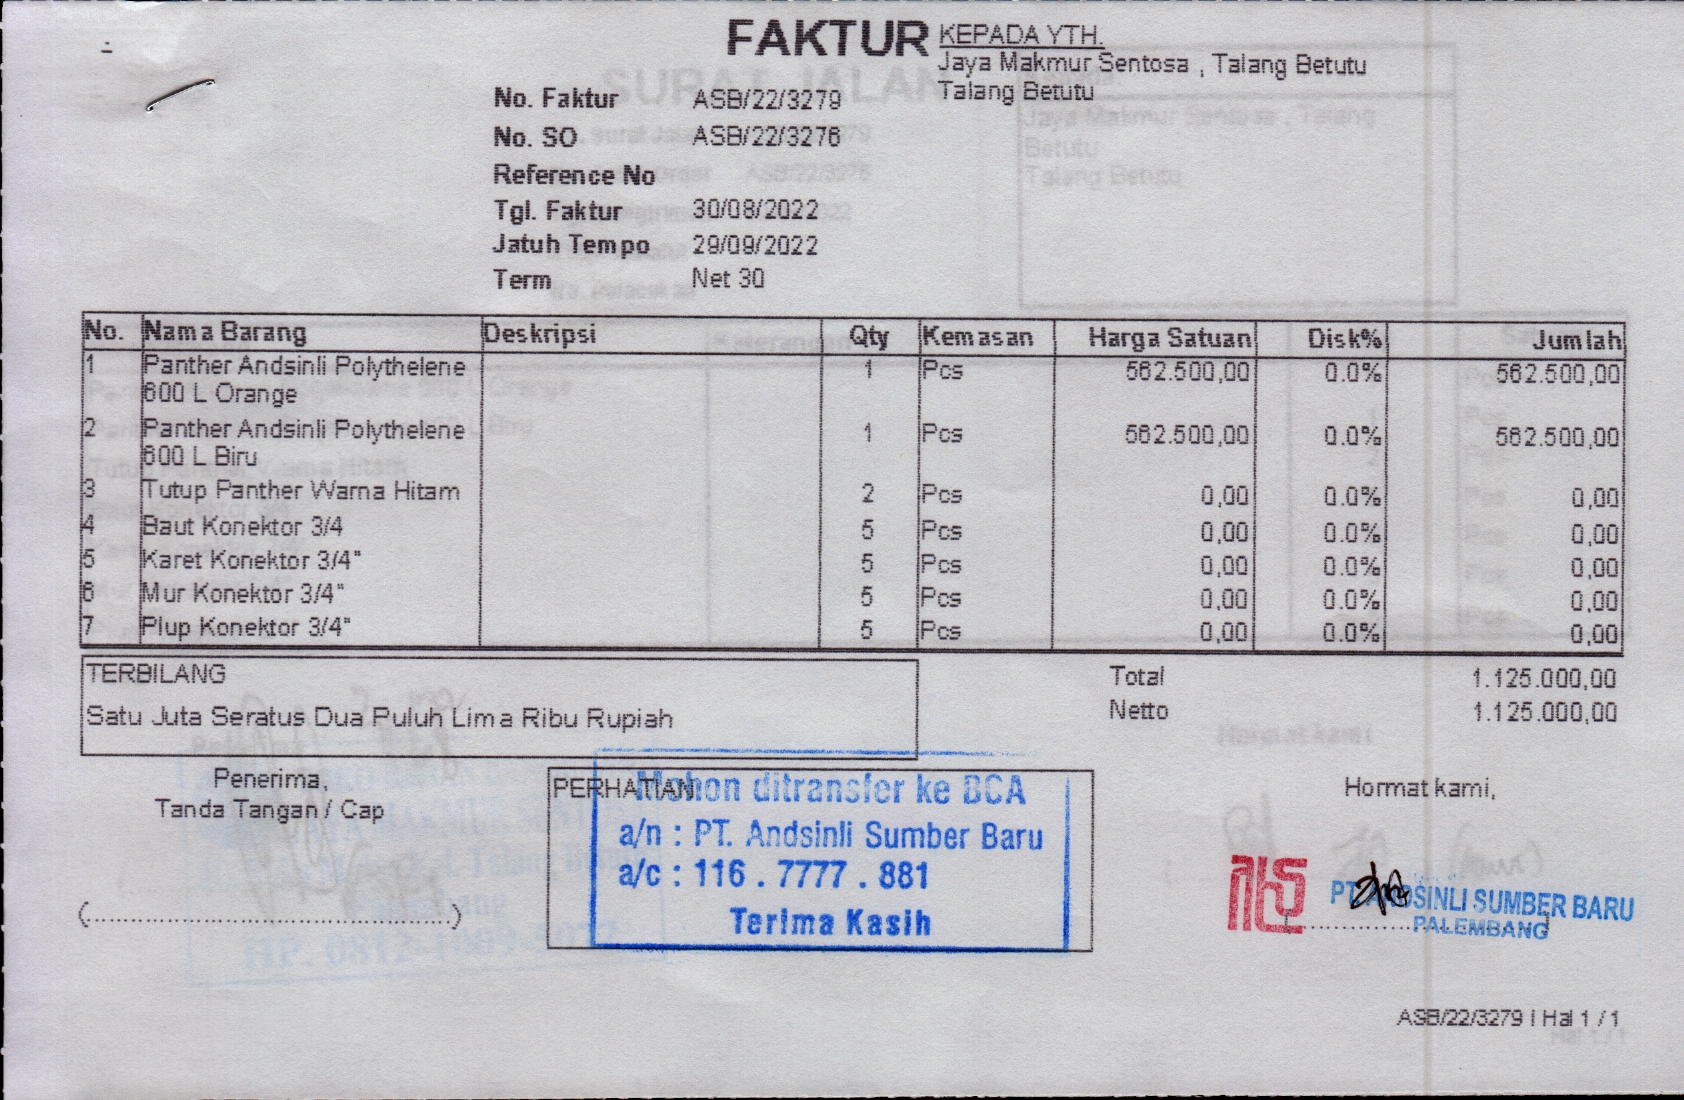 FAKTUR
KEPADA YTH.
Jaya Makmur Sentosa , Talang Betutu
Talang Betutu
No. Faktur ASB/22/3279
No. SO ASB/22/3276
Reference No
Tgl. Faktur 30/08/2022
Jatuh Tempo 29/09/2022
Term Net 30
No. Nama Barang Deskripsi Qty Kemasan Harga Satuan Disk% Jumlah
1 Panther Andsinli Polythelene 1 Pcs 562.500,00 0.0% 562.500,00
600 L Orange
2 Panther Andsinli Polythelene 1 Pcs 562.500,00 0.0% 562.500,00
600 L Biru
3 Tutup Panther Warna Hitam 2 Pcs 0,00 0.0% 0,00
4 Baut Konektor 3/4 5 Pcs 0,00 0.0% 0,00
5 Karet Konektor 3/4" 5 Pcs 0,00 0.0% 0,00
6 Mur Konektor 3/4" 5 Pcs 0,00 0.0% 0,00
7 Plup Konektor 3/4" 5 Pcs 0,00 0.0% 0,00
TERBILANG
Satu Juta Seratus Dua Puluh Lima Ribu Rupiah
Total 1.125.000,00
Netto 1.125.000,00
Penerima,
Tanda Tangan / Cap
(....................)
PERHATIAN
Mohon ditransfer ke BCA
a/n : PT. Andsinli Sumber Baru
a/c : 116 . 7777 . 881
Terima Kasih
Hormat kami,
PT. ANDSINLI SUMBER BARU
PALEMBANG
ASB/22/3279 | Hal 1 / 1